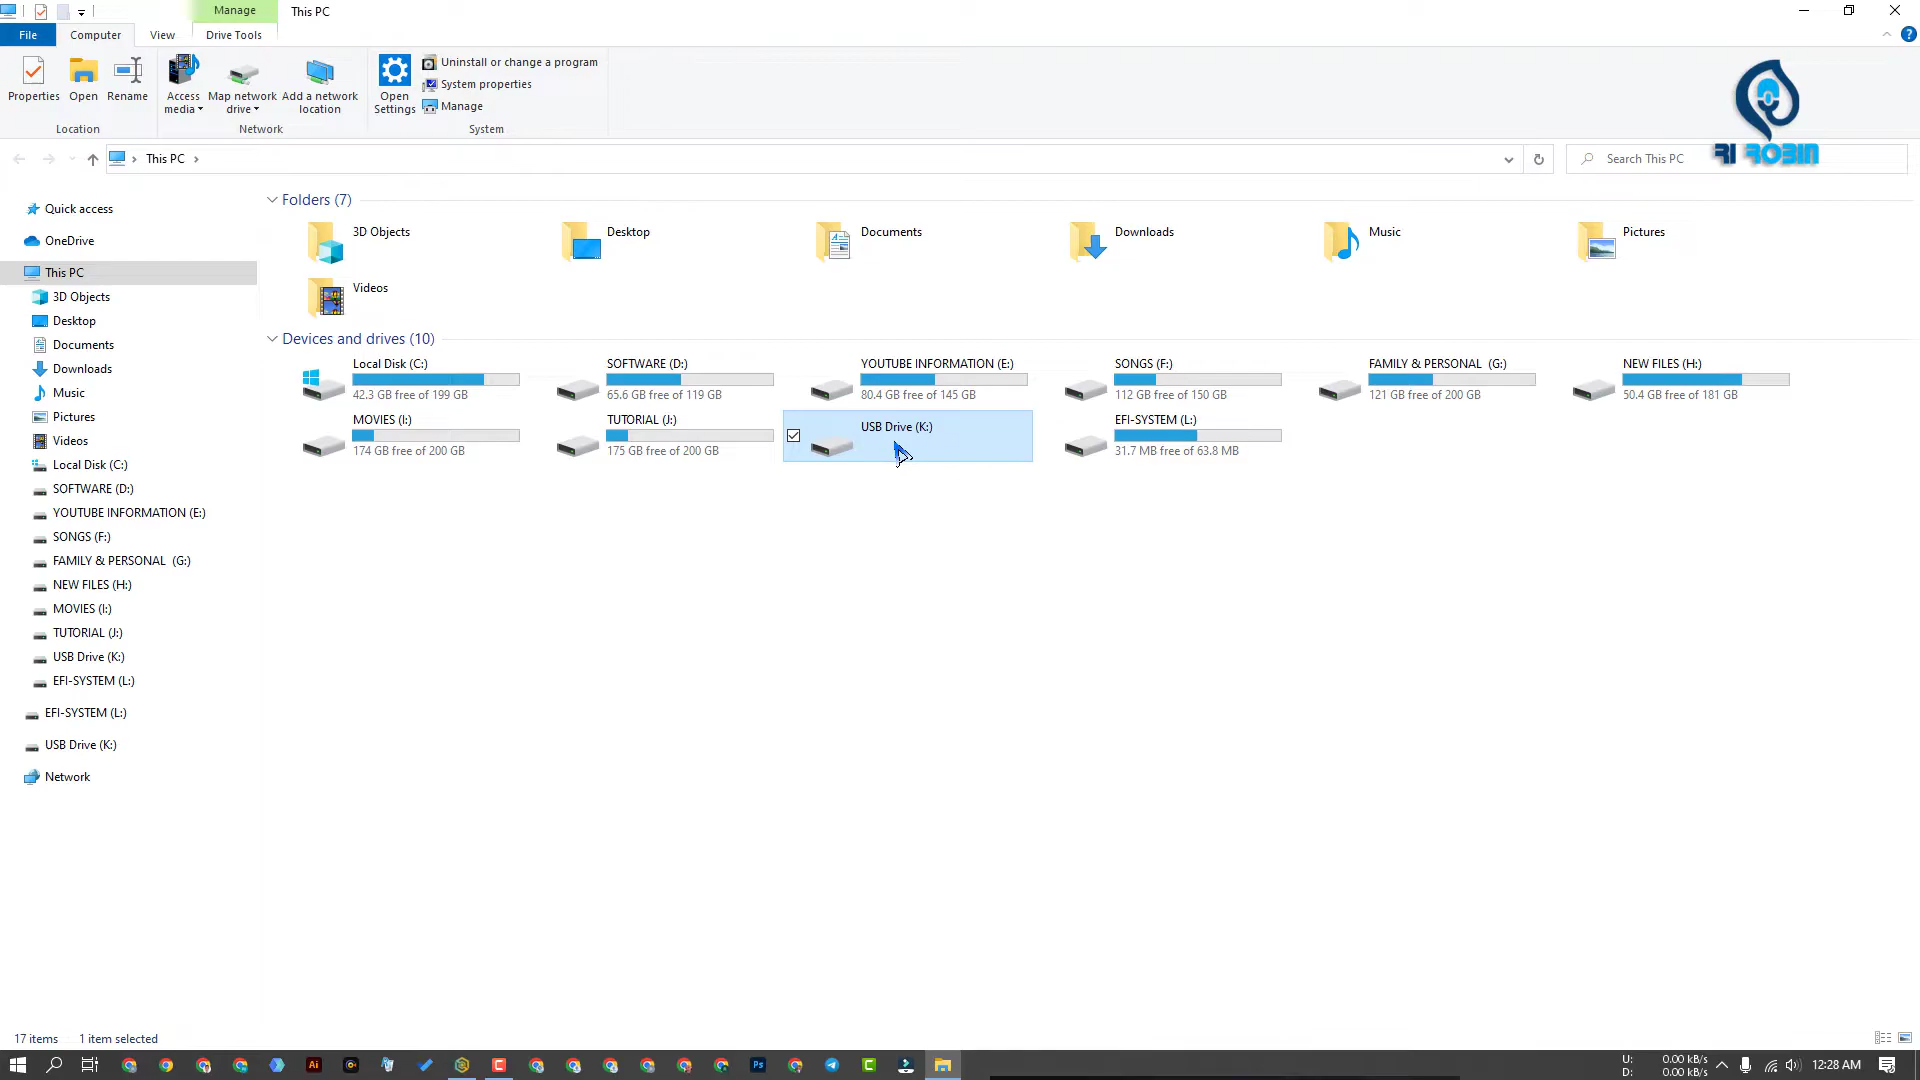 Manage
This PC
File
Computer
View
Drive Tools
Properties
Open
Rename
Access media
Map network drive
Add a network location
Open Settings
Uninstall or change a program
System properties
Manage
Location
Network
System
RI ROBIN
This PC
Search This PC
Quick access
OneDrive
This PC
3D Objects
Desktop
Documents
Downloads
Music
Pictures
Videos
Local Disk (C:)
SOFTWARE (D:)
YOUTUBE INFORMATION (E:)
SONGS (F:)
FAMILY & PERSONAL  (G:)
NEW FILES (H:)
MOVIES (I:)
TUTORIAL (J:)
USB Drive (K:)
EFI-SYSTEM (L:)
EFI-SYSTEM (L:)
USB Drive (K:)
Network
Folders (7)
3D Objects
Desktop
Documents
Downloads
Music
Pictures
Videos
Devices and drives (10)
Local Disk (C:)
42.3 GB free of 199 GB
SOFTWARE (D:)
65.6 GB free of 119 GB
YOUTUBE INFORMATION (E:)
80.4 GB free of 145 GB
SONGS (F:)
112 GB free of 150 GB
FAMILY & PERSONAL  (G:)
121 GB free of 200 GB
NEW FILES (H:)
50.4 GB free of 181 GB
MOVIES (I:)
174 GB free of 200 GB
TUTORIAL (J:)
175 GB free of 200 GB
USB Drive (K:)
EFI-SYSTEM (L:)
31.7 MB free of 63.8 MB
17 items
1 item selected
Ai
Ps
U: 0.00 kB/s
D: 0.00 kB/s
12:28 AM